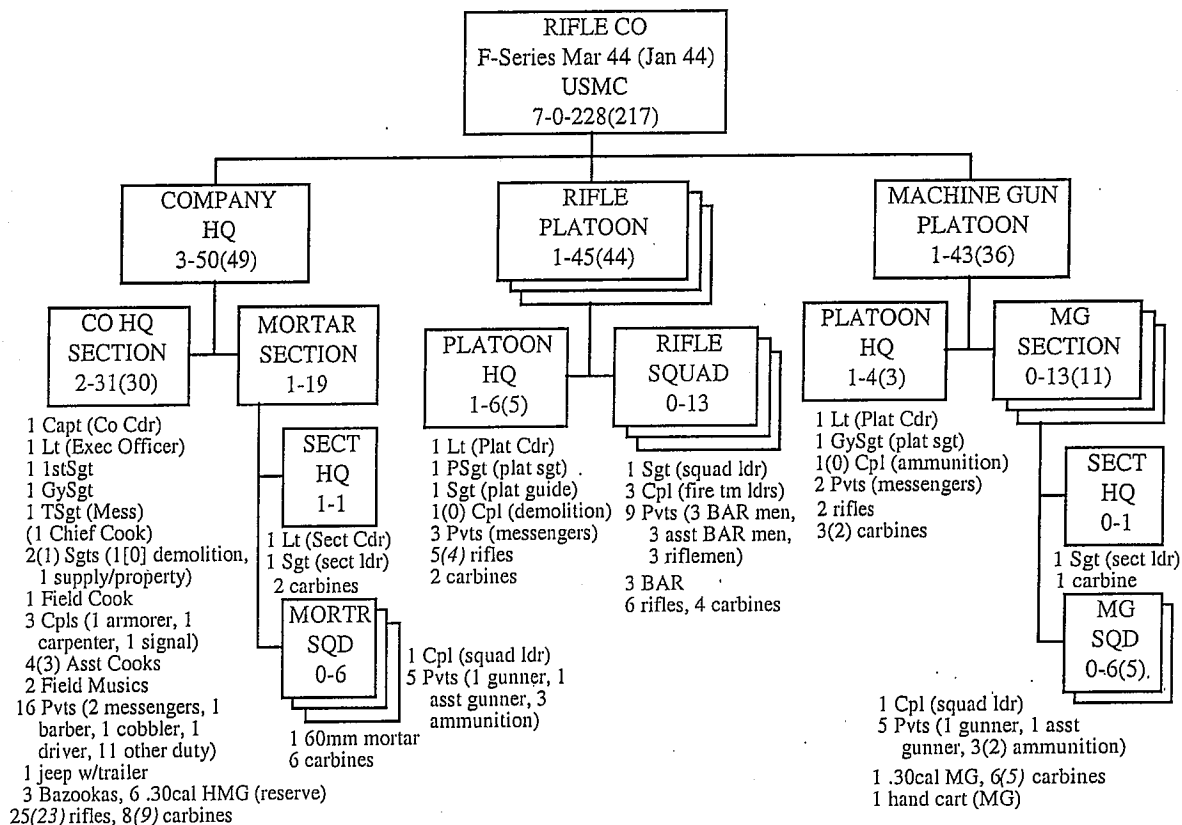 RIFLE CO
F-Series Mar 44 (Jan 44)
USMC
7-0-228(217)
COMPANY
HQ
3-50(49)
RIFLE
PLATOON
1-45(44)
MACHINE GUN
PLATOON
1-43(36)
CO HQ
SECTION
2-31(30)
1 Capt (Co Cdr)
1 Lt (Exec Officer)
1 1stSgt
1 GySgt
1 TSgt (Mess)
(1 Chief Cook)
2(1) Sgts (1[0] demolition,
1 supply/property)
1 Field Cook
3 Cpls (1 armorer, 1
carpenter, 1 signal)
4(3) Asst Cooks
2 Field Musics
16 Pvts (2 messengers, 1
barber, 1 cobbler, 1
driver, 11 other duty)
1 jeep w/trailer
3 Bazookas, 6 .30cal HMG (reserve)
25(23) rifles, 8(9) carbines
MORTAR
SECTION
1-19
SECT
HQ
1-1
1 Lt (Sect Cdr)
1 Sgt (sect ldr)
2 carbines
MORTR
SQD
0-6
1 Cpl (squad ldr)
5 Pvts (1 gunner, 1
asst gunner, 3
ammunition)
1 60mm mortar
6 carbines
PLATOON
HQ
1-6(5)
1 Lt (Plat Cdr)
1 PSgt (plat sgt)
1 Sgt (plat guide)
1(0) Cpl (demolition)
3 Pvts (messengers)
5(4) rifles
2 carbines
RIFLE
SQUAD
0-13
1 Sgt (squad ldr)
3 Cpl (fire tm ldrs)
9 Pvts (3 BAR men,
3 asst BAR men,
3 riflemen)
3 BAR
6 rifles, 4 carbines
PLATOON
HQ
1-4(3)
1 Lt (Plat Cdr)
1 GySgt (plat sgt)
1(0) Cpl (ammunition)
2 Pvts (messengers)
2 rifles
3(2) carbines
MG
SECTION
0-13(11)
SECT
HQ
0-1
1 Sgt (sect ldr)
1 carbine
MG
SQD
0-6(5)
1 Cpl (squad ldr)
5 Pvts (1 gunner, 1 asst
gunner, 3(2) ammunition)
1 .30cal MG, 6(5) carbines
1 hand cart (MG)